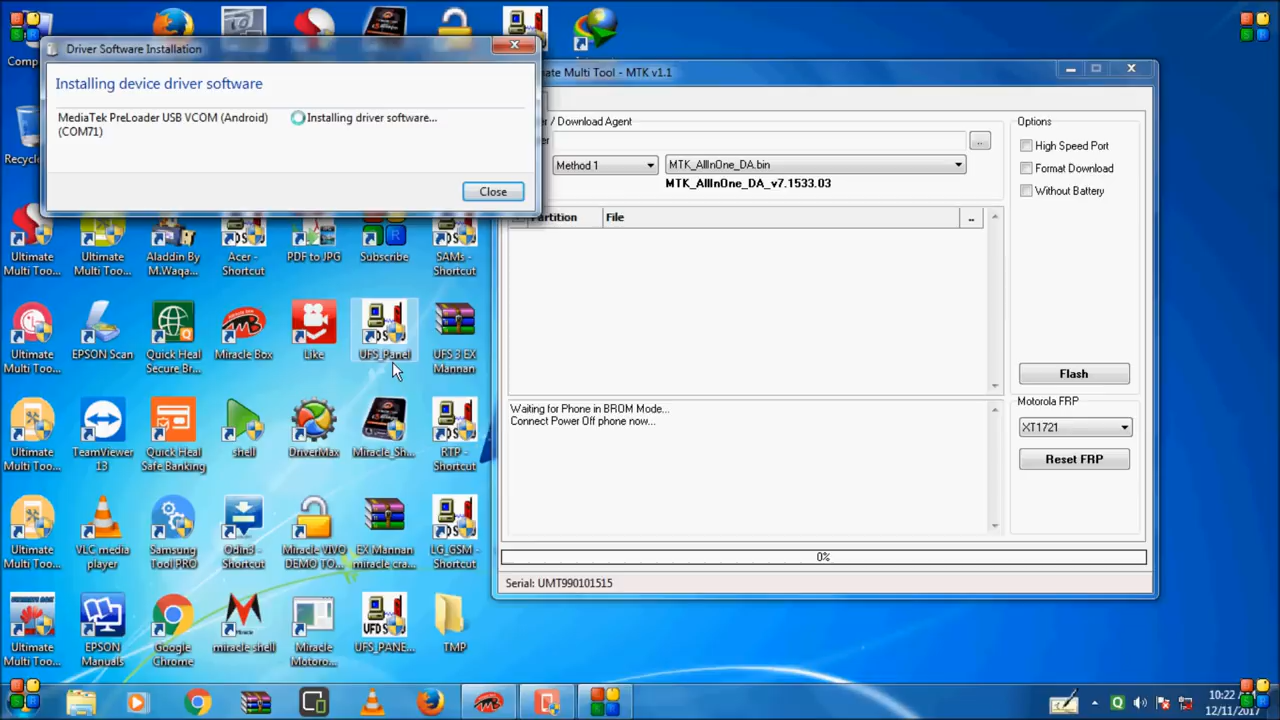 Driver Software Installation
Installing device driver software
MediaTek PreLoader USB VCOM (Android)
(COM71)
Installing driver software...
Close
Multi Tool - MTK v1.1
/ Download Agent
Method 1
MTK_AllInOne_DA.bin
MTK_AllInOne_DA_v7.1533.03
Partition
File
..
Options
High Speed Port
Format Download
Without Battery
Flash
Motorola FRP
XT1721
Reset FRP
Waiting for Phone in BROM Mode...
Connect Power Off phone now...
0%
Serial: UMT990101515
Comp
Recycle
Ultimate
Multi Too...
Ultimate
Multi Too...
Aladdin By
M.Waqa...
Acer -
Shortcut
PDF to JPG
Subscribe
SAMs -
Shortcut
Ultimate
Multi Too...
EPSON Scan
Quick Heal
Secure Br...
Miracle Box
Like
UFS_Panel
UFS 3 EX
Mannan
Ultimate
Multi Too...
TeamViewer
13
Quick Heal
Safe Banking
shell
DriverMax
Miracle_Sh...
RTP -
Shortcut
Ultimate
Multi Too...
VLC media
player
Samsung
Tool PRO
Odin3 -
Shortcut
Miracle VIVO
DEMO TO...
EX Mannan
miracle cra...
LG_GSM -
Shortcut
Ultimate
Multi Too...
EPSON
Manuals
Google
Chrome
miracle shell
Miracle
Motoro...
UFS_PANE...
TMP
10:22
12/11/2017